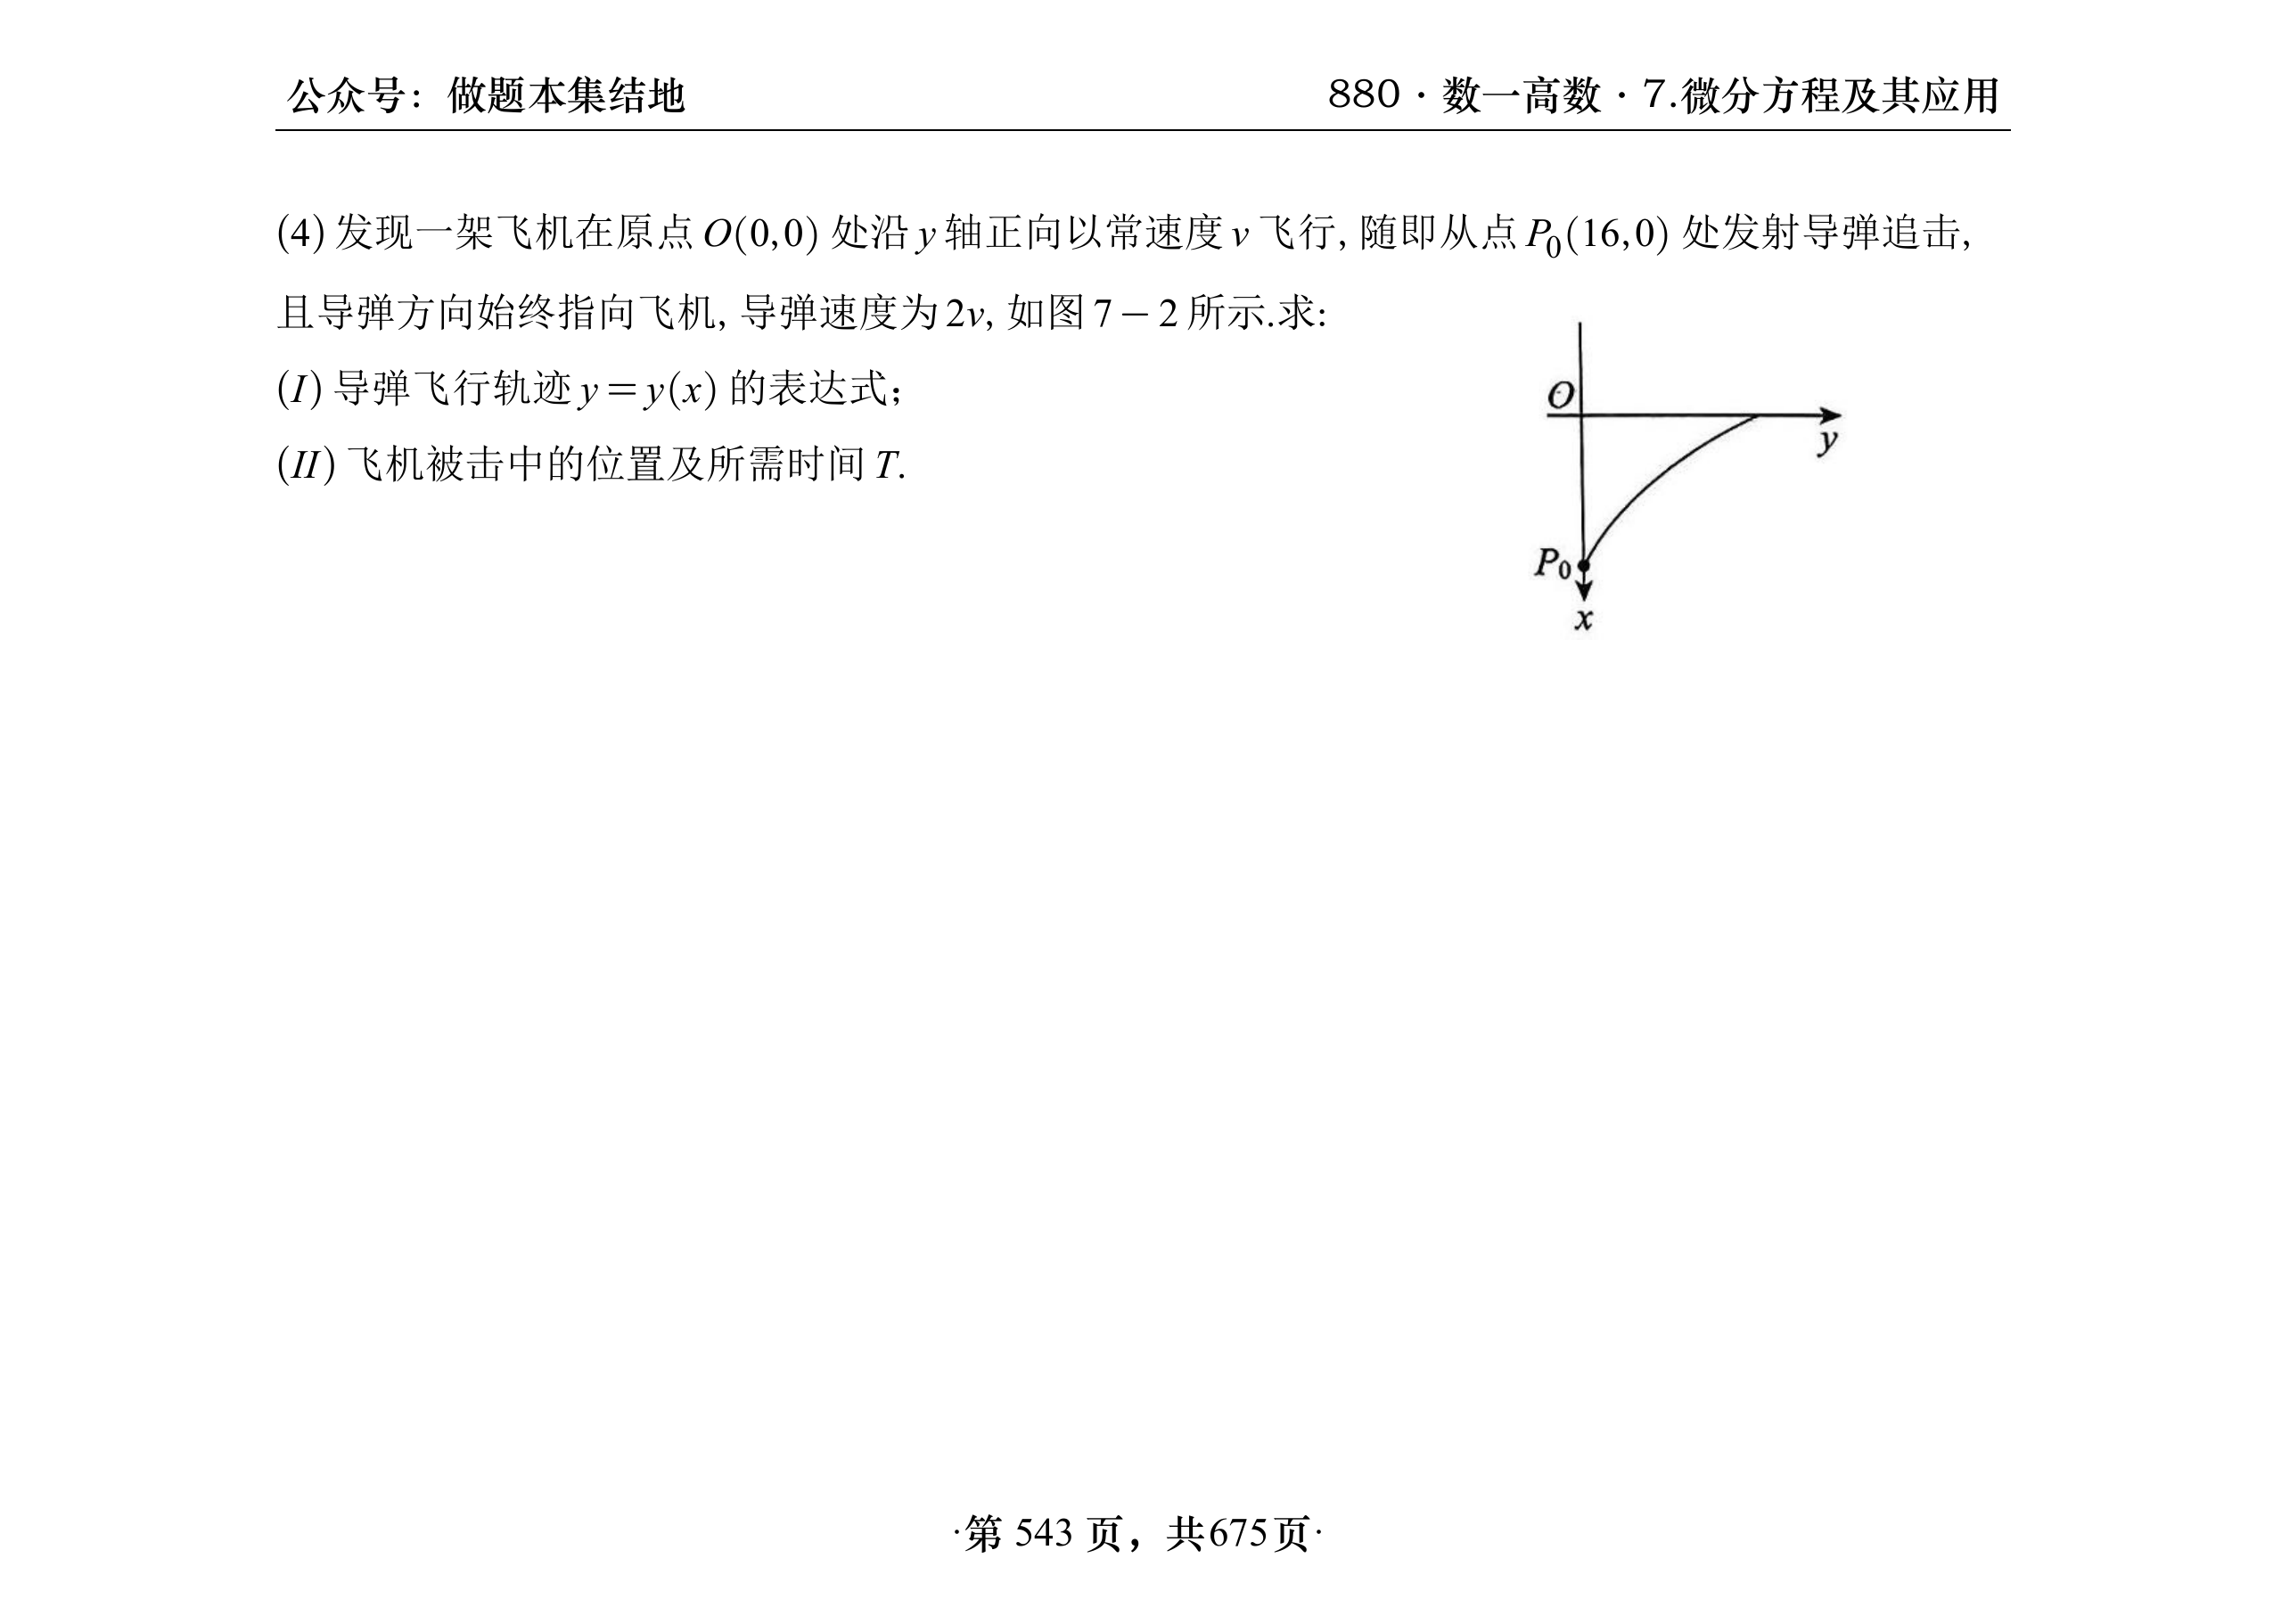 公众号：做题本集结地
880·数一高数·7.微分方程及其应用
(4) 发现一架飞机在原点 O(0,0) 处沿 y 轴正向以常速度 v 飞行, 随即从点 P₀(16,0) 处发射导弹追击,
且导弹方向始终指向飞机, 导弹速度为 2v, 如图 7－2 所示.求:
(I) 导弹飞行轨迹 y=y(x) 的表达式;
(II) 飞机被击中的位置及所需时间 T.
O
y
P₀
x
·第 543 页，共675页·